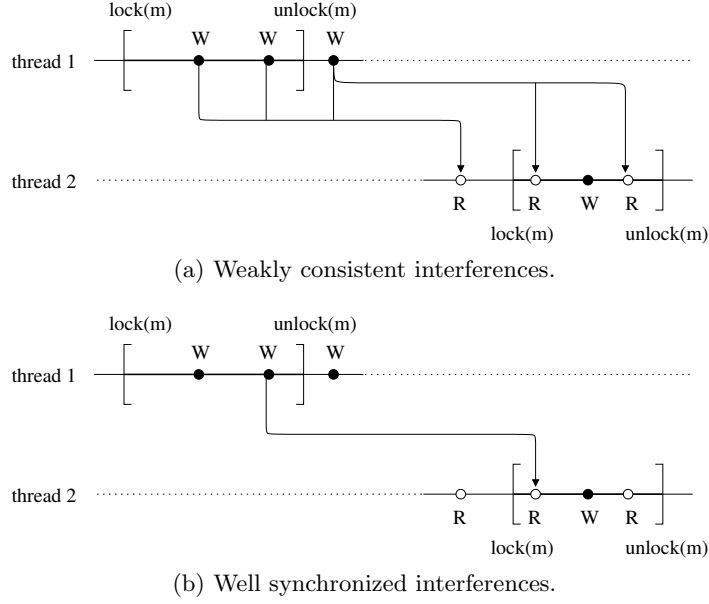 lock(m) unlock(m)
W W W
thread 1
thread 2
R R W R
lock(m) unlock(m)
(a) Weakly consistent interferences.
lock(m) unlock(m)
W W W
thread 1
thread 2
R R W R
lock(m) unlock(m)
(b) Well synchronized interferences.